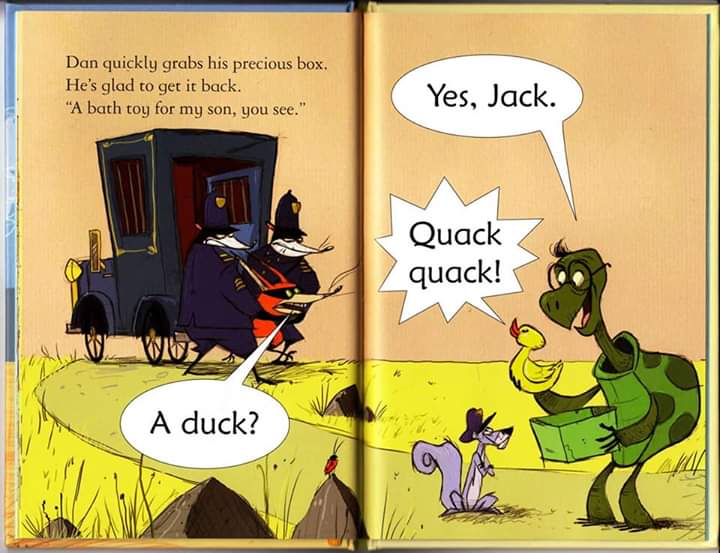 Dan quickly grabs his precious box.
He's glad to get it back.
"A bath toy for my son, you see."
A duck?
Yes, Jack.
Quack
quack!